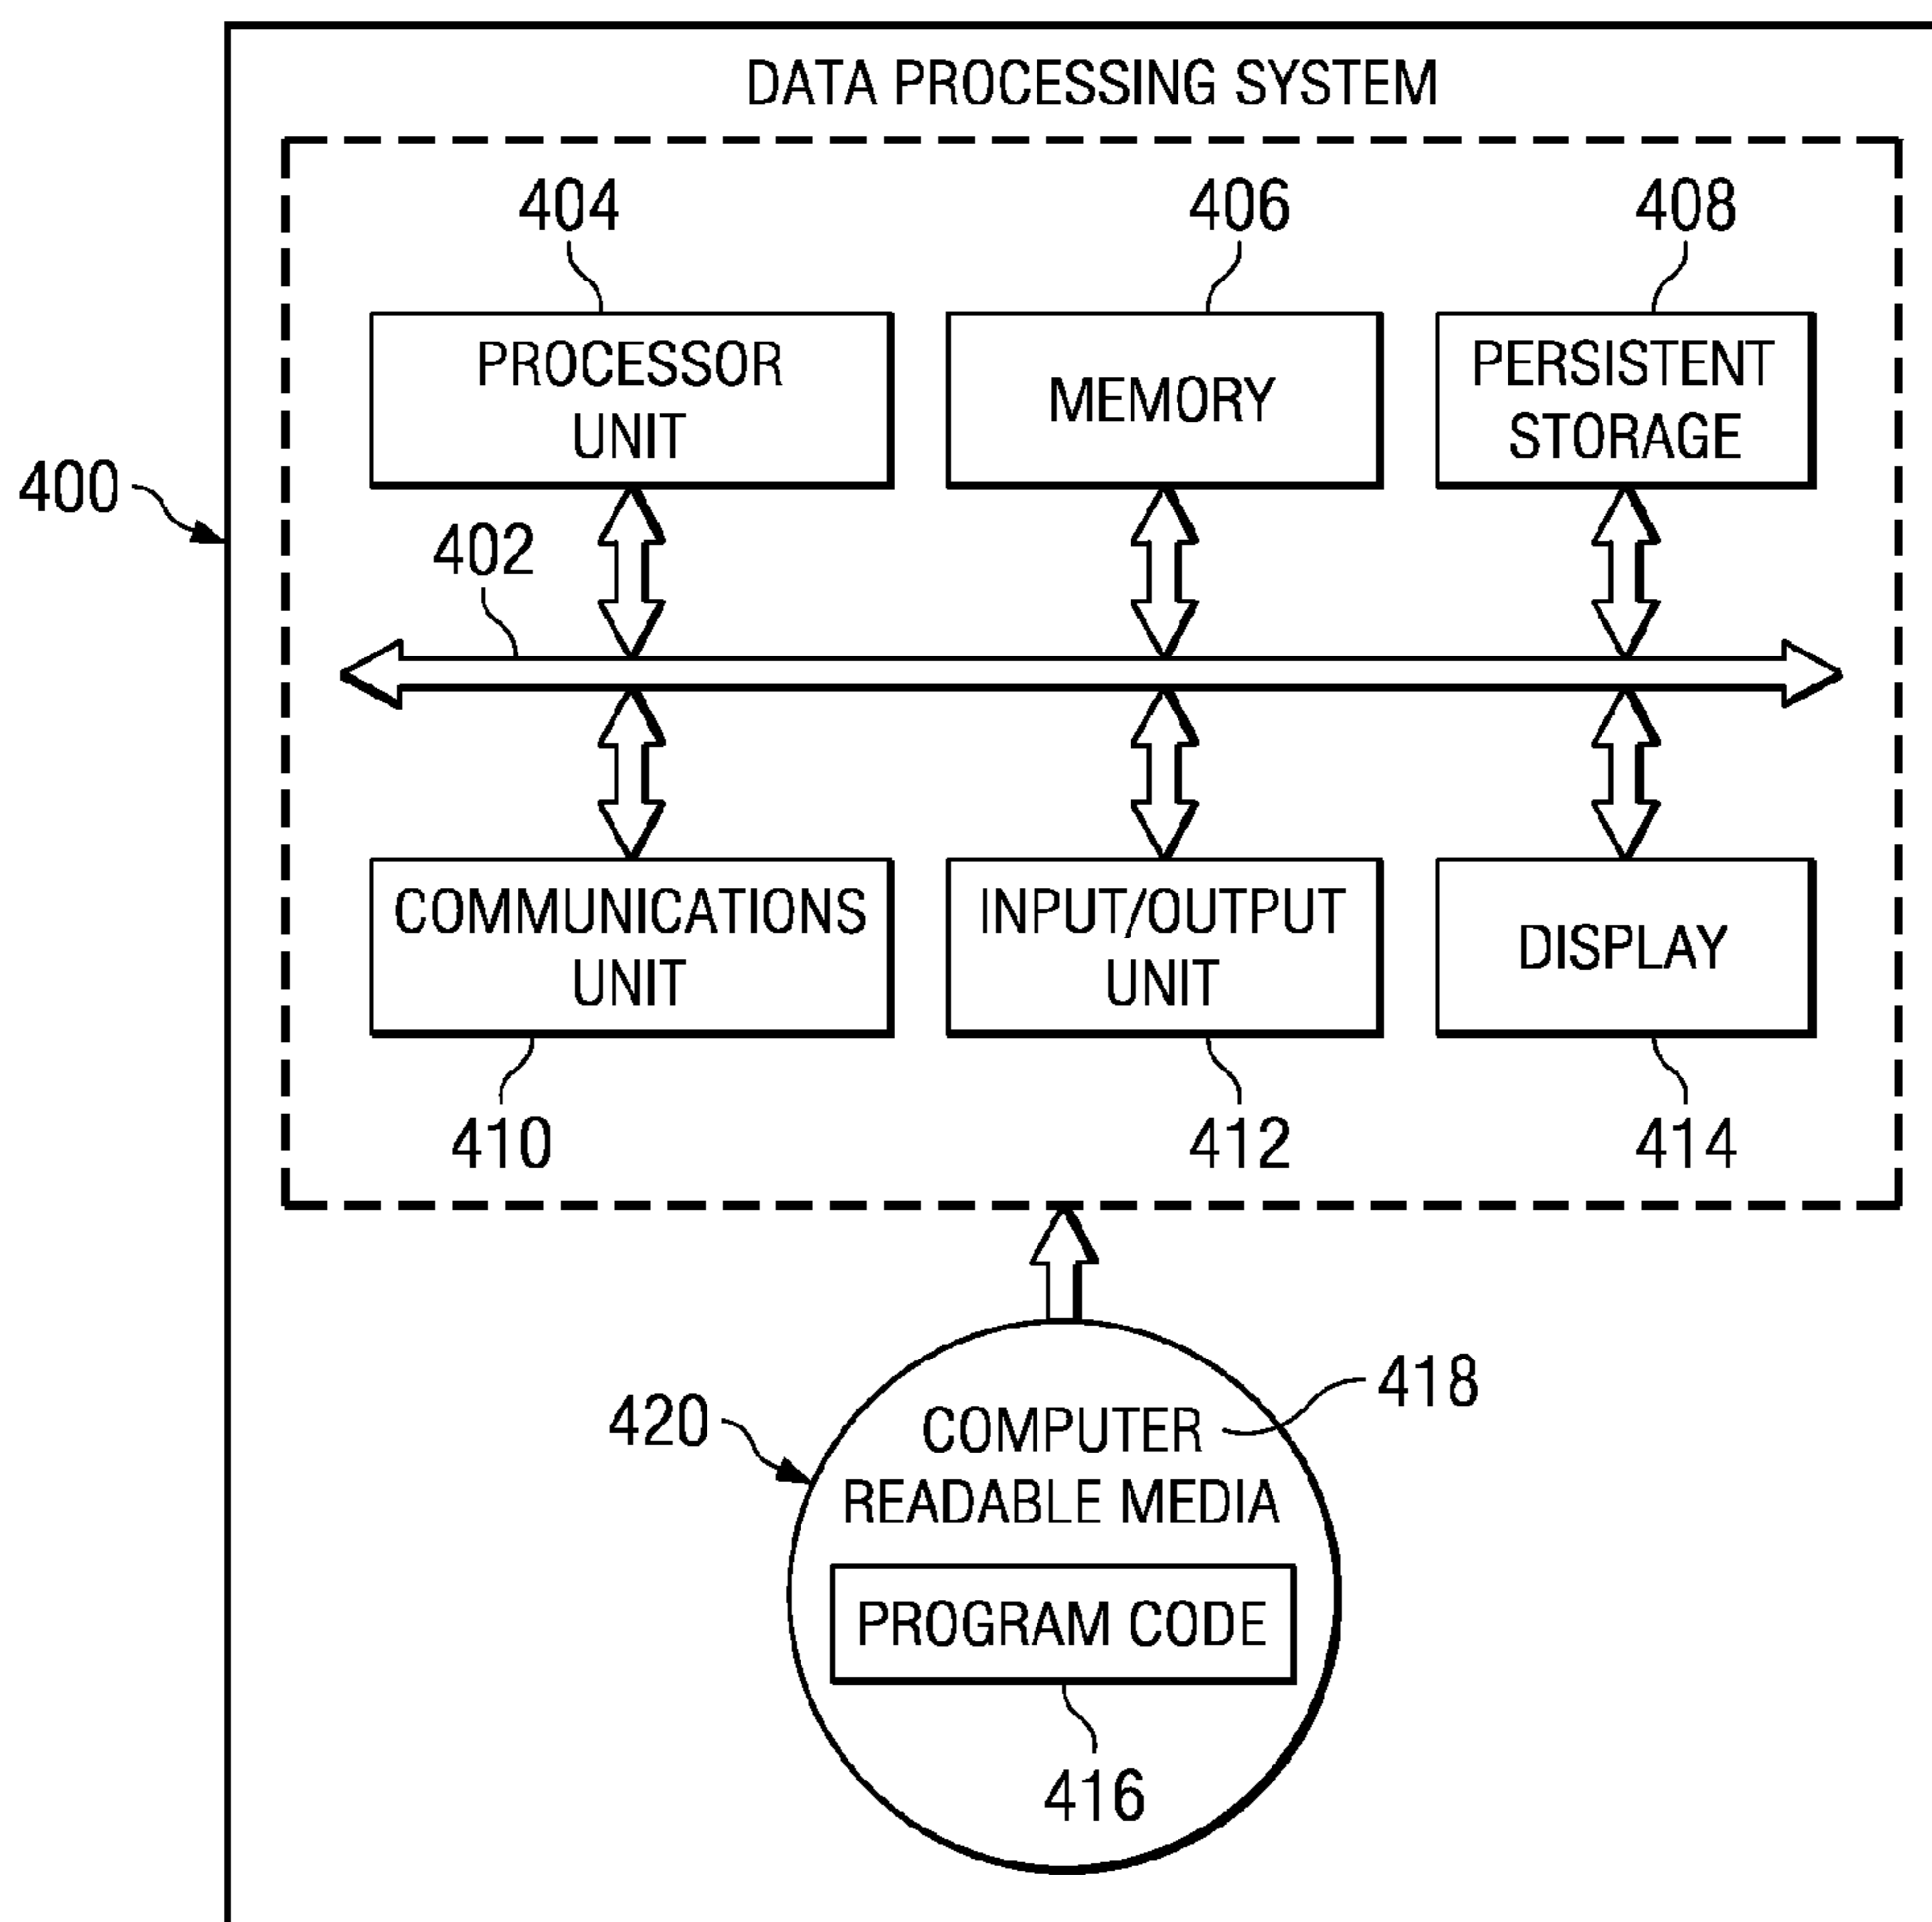 DATA PROCESSING SYSTEM
404
406
408
PROCESSOR
UNIT
MEMORY
PERSISTENT
STORAGE
400
402
COMMUNICATIONS
UNIT
INPUT/OUTPUT
UNIT
DISPLAY
410
412
414
418
420
COMPUTER
READABLE MEDIA
PROGRAM CODE
416